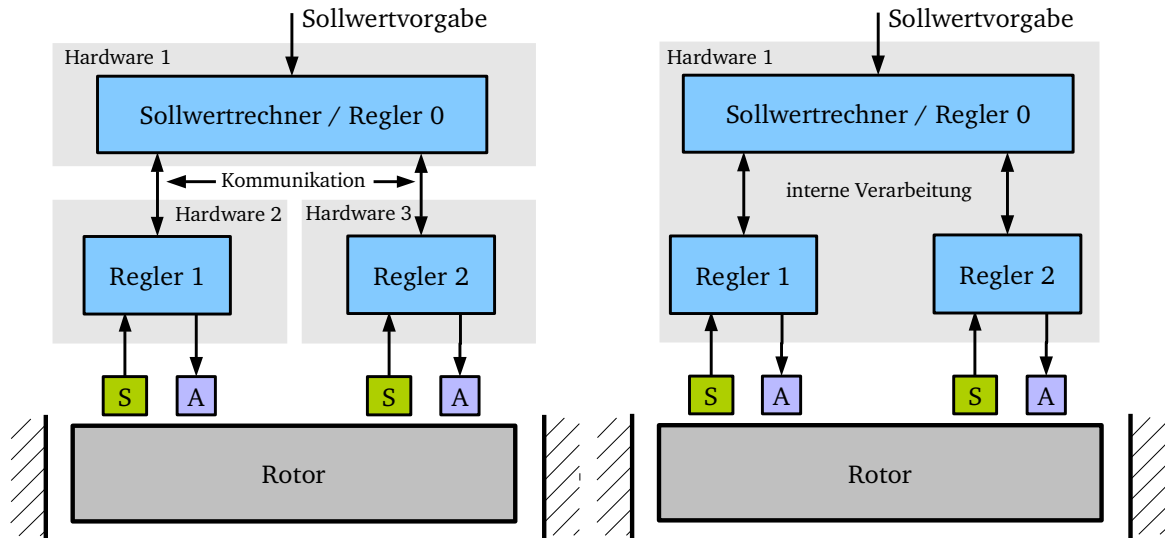 Sollwertvorgabe
Hardware 1
Sollwertrechner / Regler 0
Kommunikation
Hardware 2
Hardware 3
Regler 1
Regler 2
S
A
S
A
Rotor
Sollwertvorgabe
Hardware 1
Sollwertrechner / Regler 0
interne Verarbeitung
Regler 1
Regler 2
S
A
S
A
Rotor